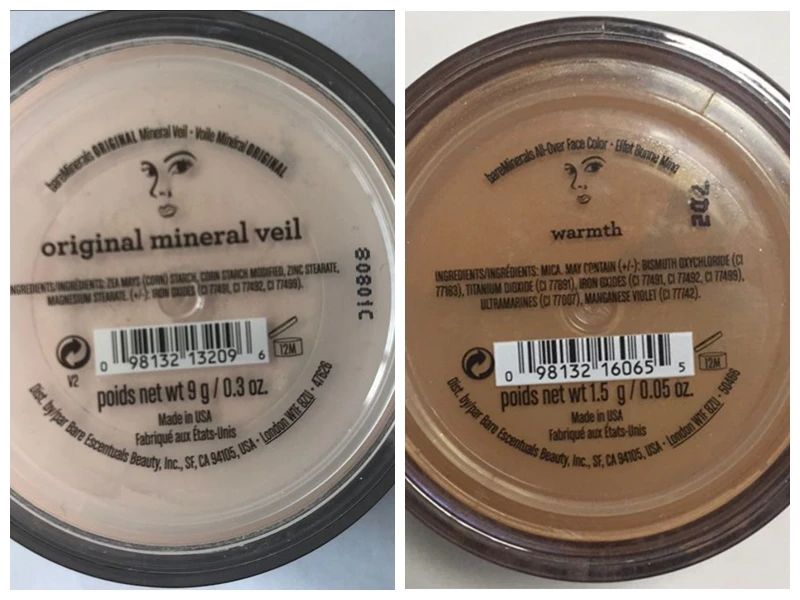 bareMinerals ORIGINAL Mineral Veil • Voile Minéral ORIGINAL
original mineral veil
INGREDIENTS/INGRÉDIENTS: ZEA MAYS (CORN) STARCH, CORN STARCH MODIFIED, ZINC STEARATE,
MAGNESIUM STEARATE. (+/-): IRON OXIDES (CI 77491, CI 77492, CI 77499).
C10808
0 98132 13209 6
12M
V2
poids net wt 9 g / 0.3 oz.
Made in USA
Fabriqué aux États-Unis
Dist. by/par Bare Escentuals Beauty, Inc., SF, CA 94105, USA • London W1F 8ZU • 47626
bareMinerals All-Over Face Color • Effet Bonne Mine
warmth
INGREDIENTS/INGRÉDIENTS: MICA. MAY CONTAIN (+/-): BISMUTH OXYCHLORIDE (CI
77163), TITANIUM DIOXIDE (CI 77891), IRON OXIDES (CI 77491, CI 77492, CI 77499),
ULTRAMARINES (CI 77007), MANGANESE VIOLET (CI 77742).
0 98132 16065 5
12M
poids net wt 1.5 g / 0.05 oz.
Made in USA
Fabriqué aux États-Unis
Dist. by/par Bare Escentuals Beauty, Inc., SF, CA 94105, USA • London W1F 8ZU • 50466